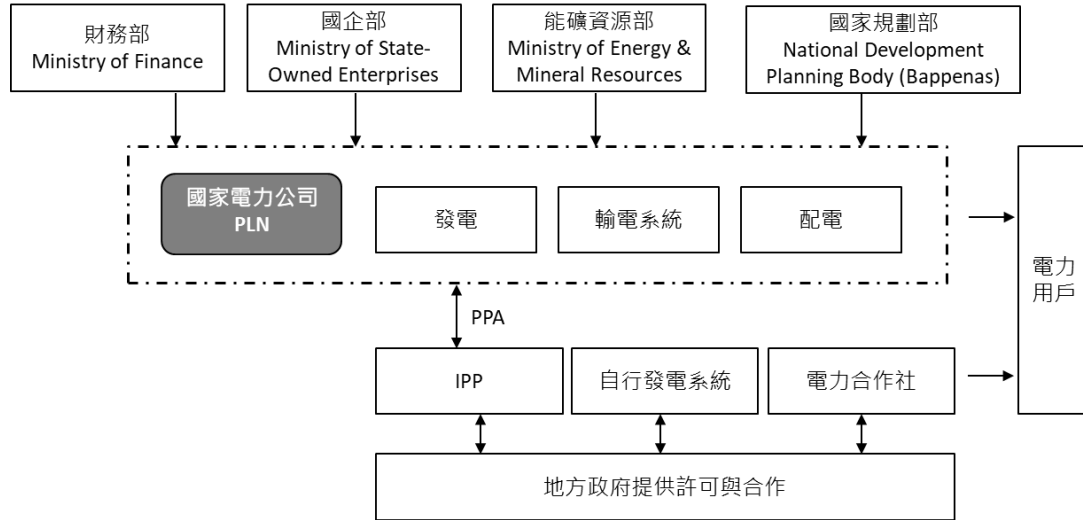 財務部
Ministry of Finance
國企部
Ministry of State-
Owned Enterprises
能礦資源部
Ministry of Energy &
Mineral Resources
國家規劃部
National Development
Planning Body (Bappenas)
國家電力公司
PLN
發電
輸電系統
配電
電力
用戶
PPA
IPP
自行發電系統
電力合作社
地方政府提供許可與合作